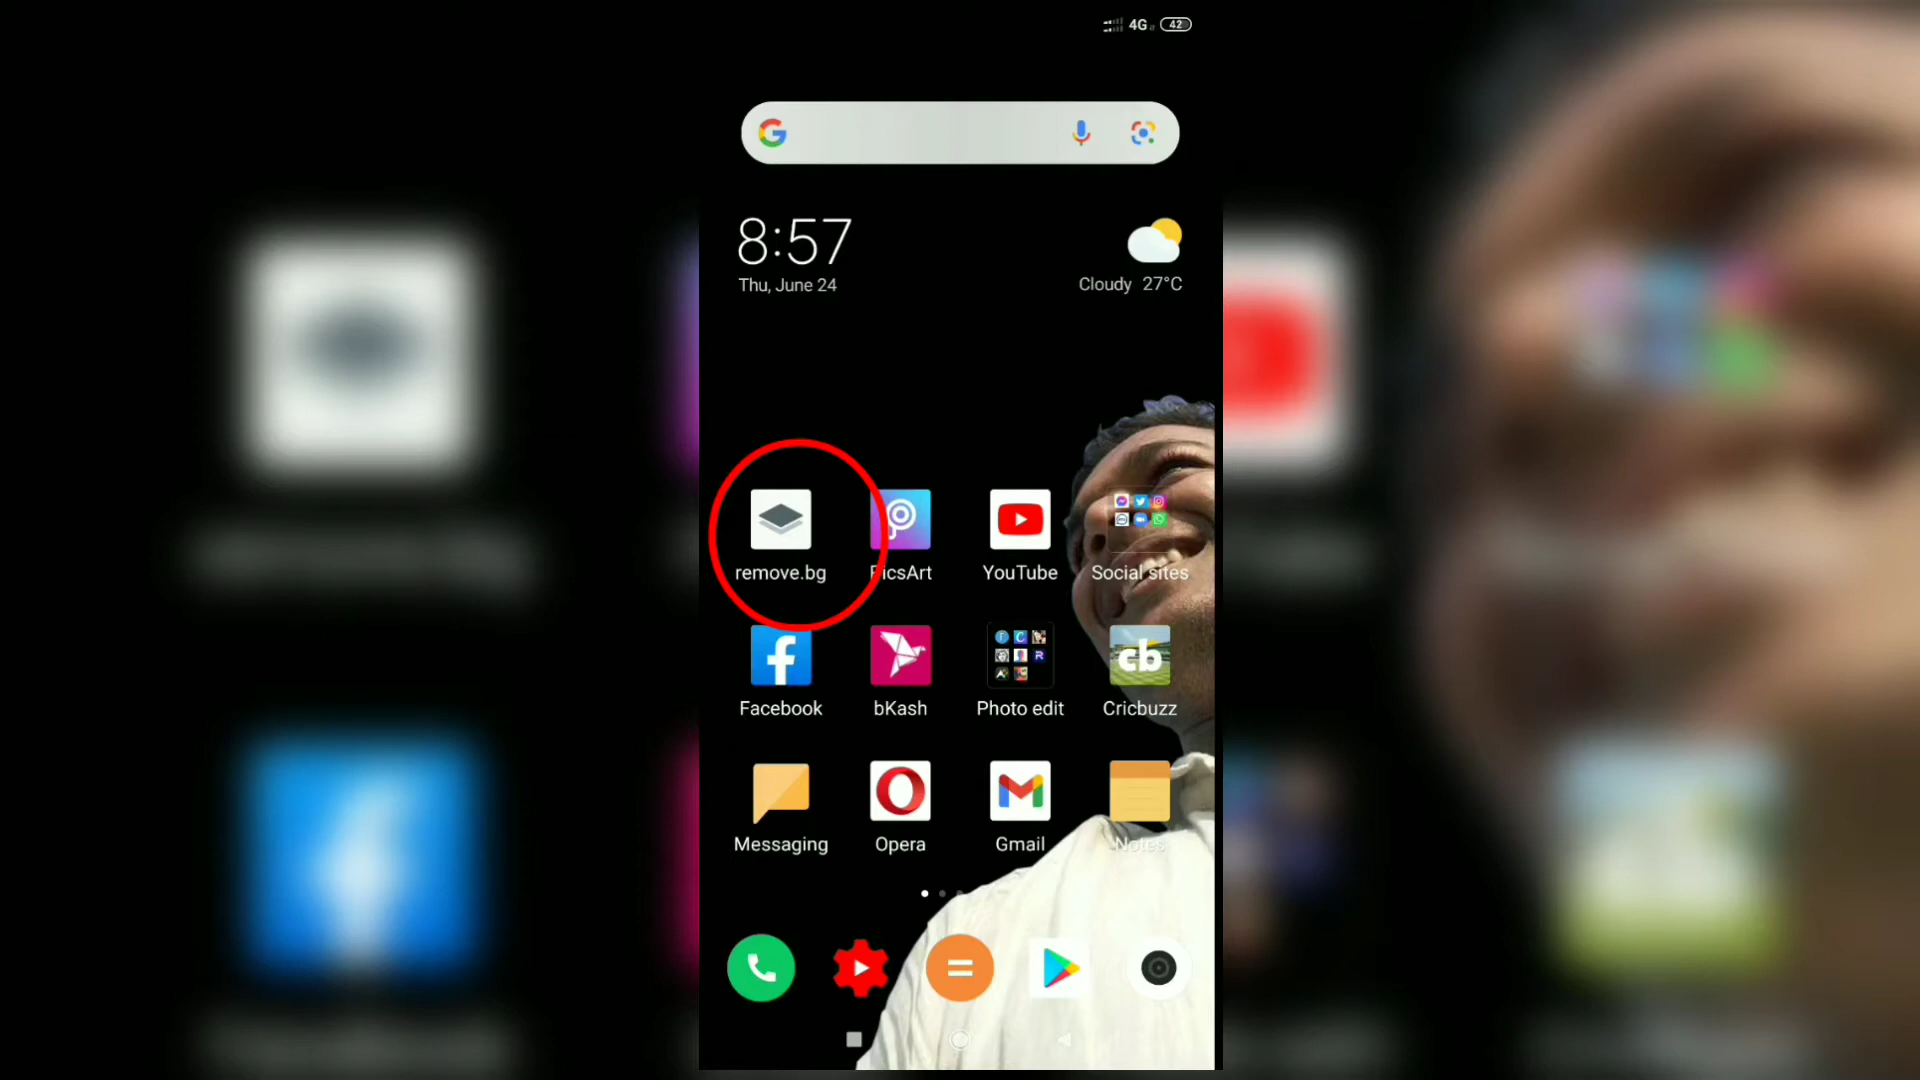 4G 42
8:57
Thu, June 24
Cloudy 27°C
remove.bg PicsArt YouTube Social sites
cb
Facebook bKash Photo edit Cricbuzz
Messaging Opera Gmail Notes